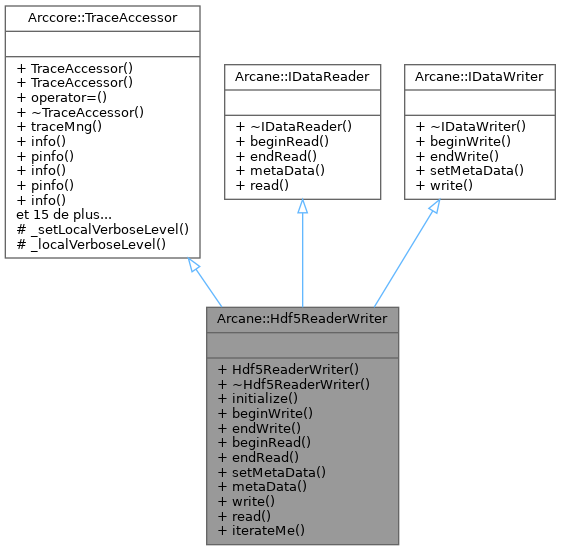 Arccore::TraceAccessor
+ TraceAccessor()
+ TraceAccessor()
+ operator=()
+ ~TraceAccessor()
+ traceMng()
+ info()
+ pinfo()
+ info()
+ pinfo()
+ info()
et 15 de plus...
# _setLocalVerboseLevel()
# _localVerboseLevel()
Arcane::IDataReader
+ ~IDataReader()
+ beginRead()
+ endRead()
+ metaData()
+ read()
Arcane::IDataWriter
+ ~IDataWriter()
+ beginWrite()
+ endWrite()
+ setMetaData()
+ write()
Arcane::Hdf5ReaderWriter
+ Hdf5ReaderWriter()
+ ~Hdf5ReaderWriter()
+ initialize()
+ beginWrite()
+ endWrite()
+ beginRead()
+ endRead()
+ setMetaData()
+ metaData()
+ write()
+ read()
+ iterateMe()